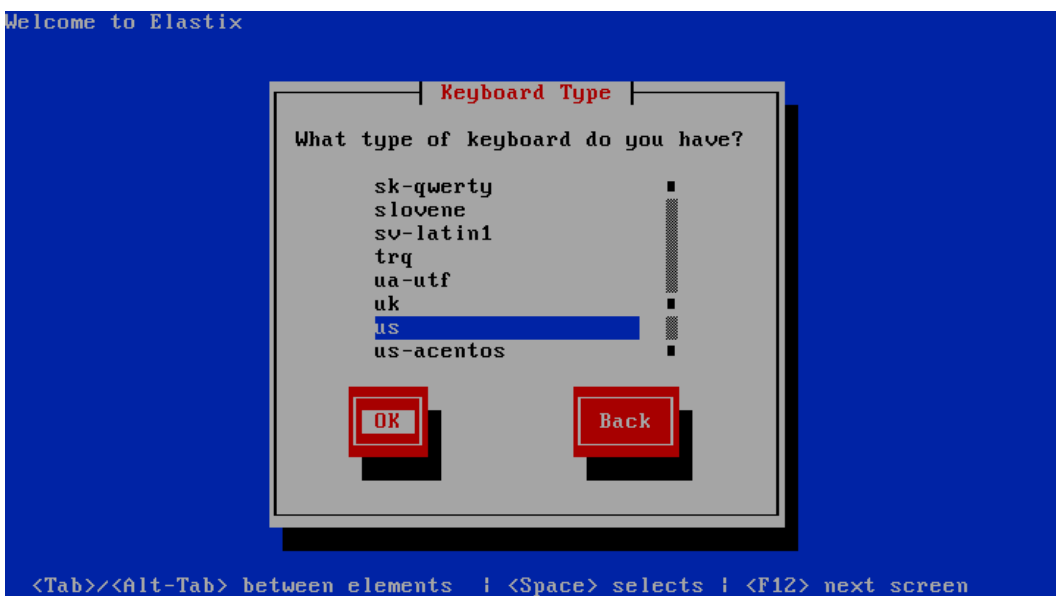 Welcome to Elastix
Keyboard Type
What type of keyboard do you have?
sk-qwerty
slovene
sv-latin1
trq
ua-utf
uk
us
us-acentos
OK
Back
<Tab>/<Alt-Tab> between elements | <Space> selects | <F12> next screen